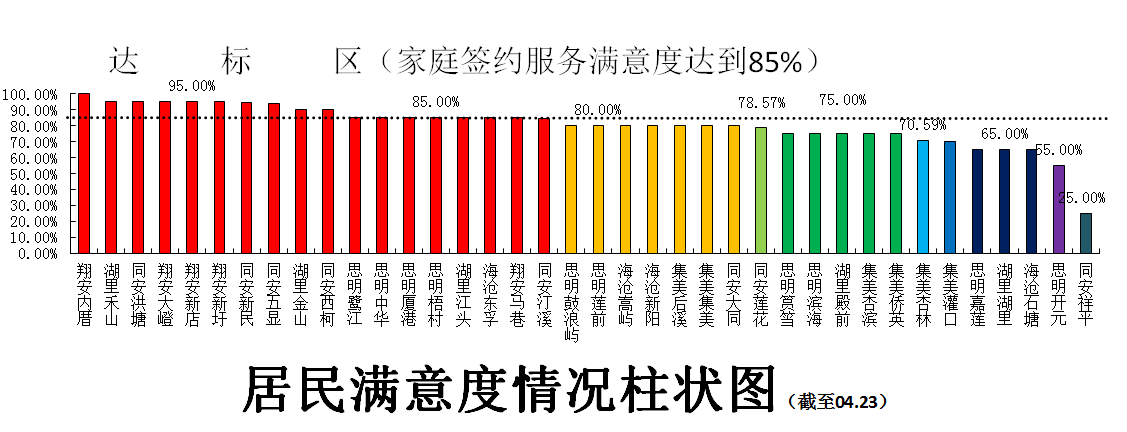 达 标 区（家庭签约服务满意度达到85%）
95.00%
85.00%
80.00%
78.57%
75.00%
70.59%
65.00%
55.00%
25.00%
100.00%
90.00%
80.00%
70.00%
60.00%
50.00%
40.00%
30.00%
20.00%
10.00%
0.00%
翔安内厝
湖里禾山
同安洪塘
翔安大嶝
翔安新店
翔安新圩
同安新民
同安五显
湖里金山
同安西柯
思明鹭江
思明中华
思明厦港
思明梧村
湖里江头
海沧东孚
翔安马巷
同安汀溪
思明鼓浪屿
思明莲前
海沧嵩屿
海沧新阳
集美后溪
集美集美
同安大同
同安莲花
思明筼筜
思明滨海
湖里殿前
集美杏滨
集美侨英
集美杏林
集美灌口
思明嘉莲
湖里湖里
海沧石塘
思明开元
同安祥平
居民满意度情况柱状图（截至04.23）